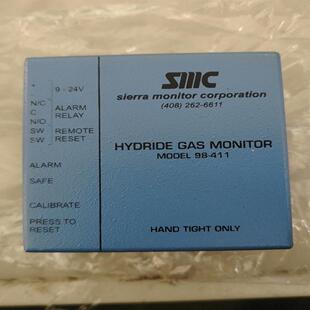 SMC
sierra monitor corporation
(408) 262-6611
HYDRIDE GAS MONITOR
MODEL 98-411
HAND TIGHT ONLY
+
-
9 - 24V
N/C
C
N/O
ALARM
RELAY
SW
SW
REMOTE
RESET
ALARM
SAFE
CALIBRATE
PRESS TO
RESET